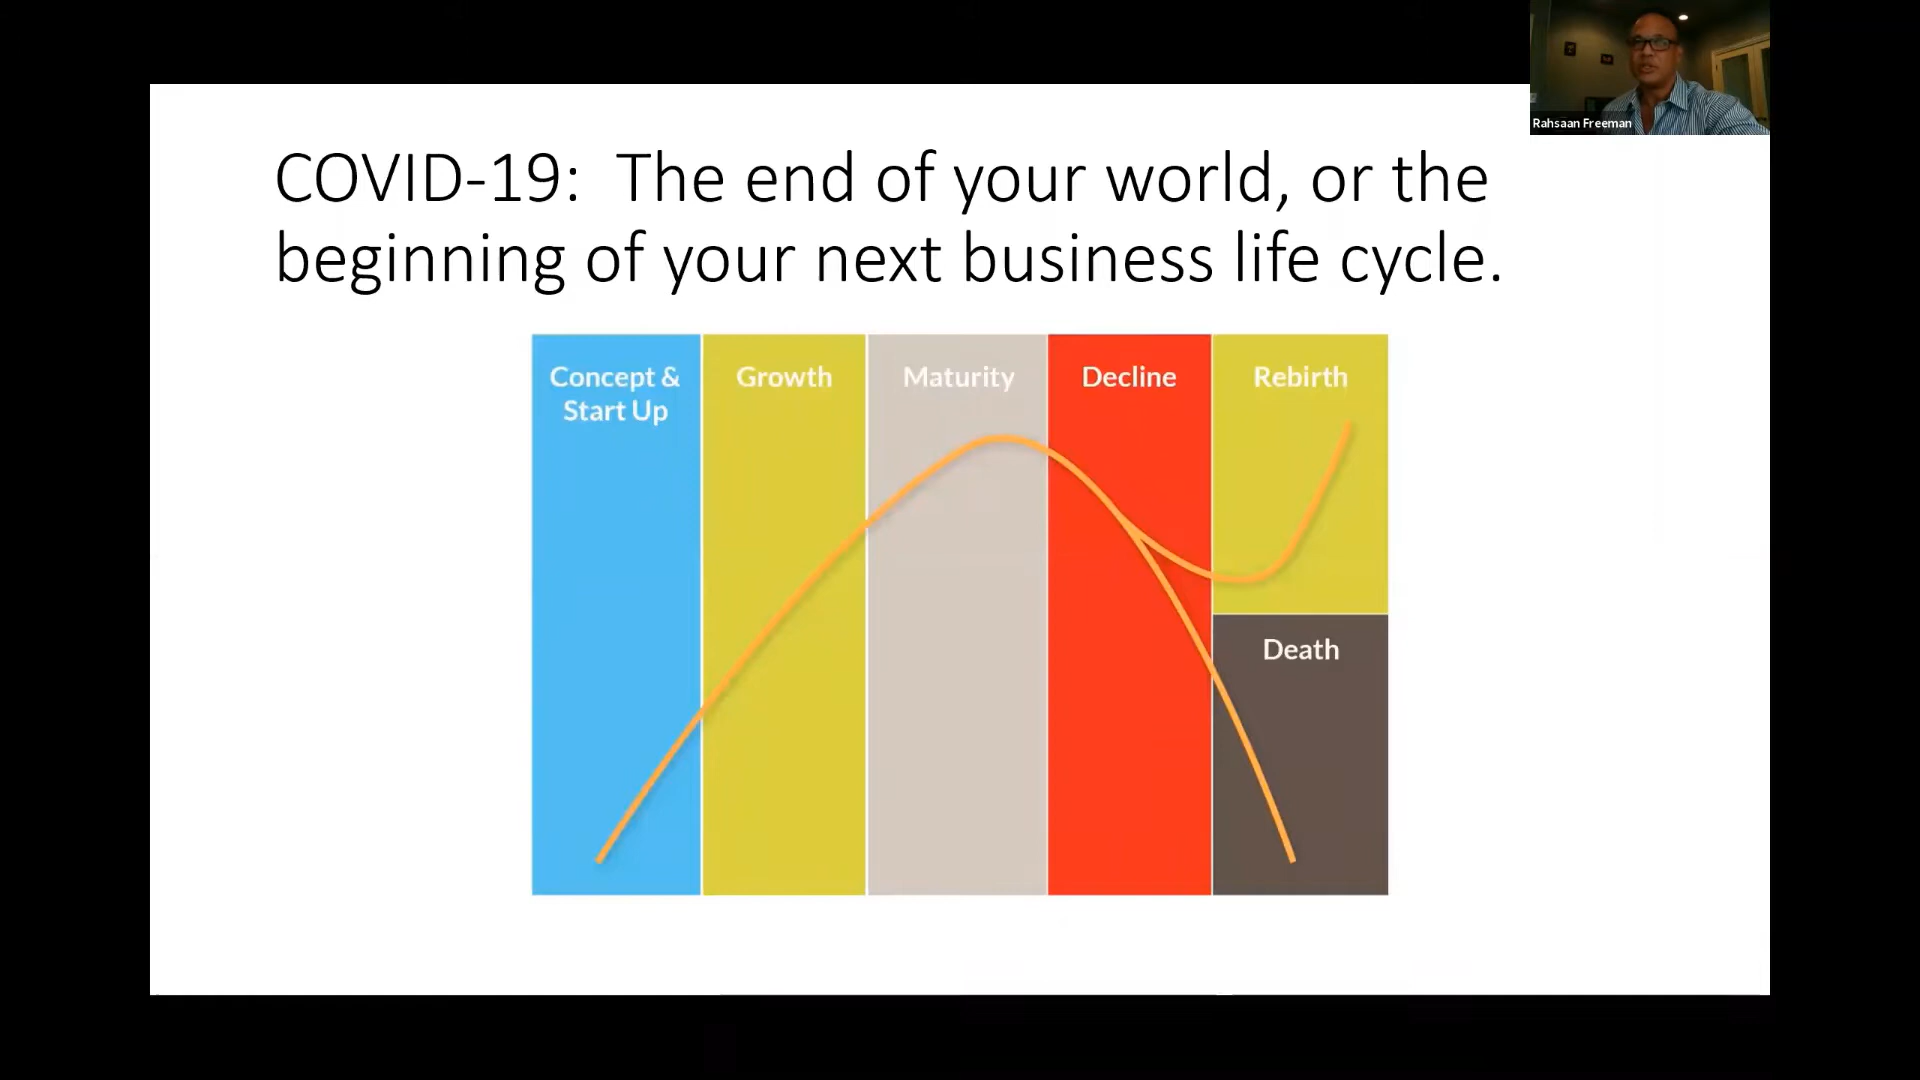 Rahsaan Freeman
COVID-19:  The end of your world, or the
beginning of your next business life cycle.
Concept &
Start Up
Growth
Maturity
Decline
Rebirth
Death